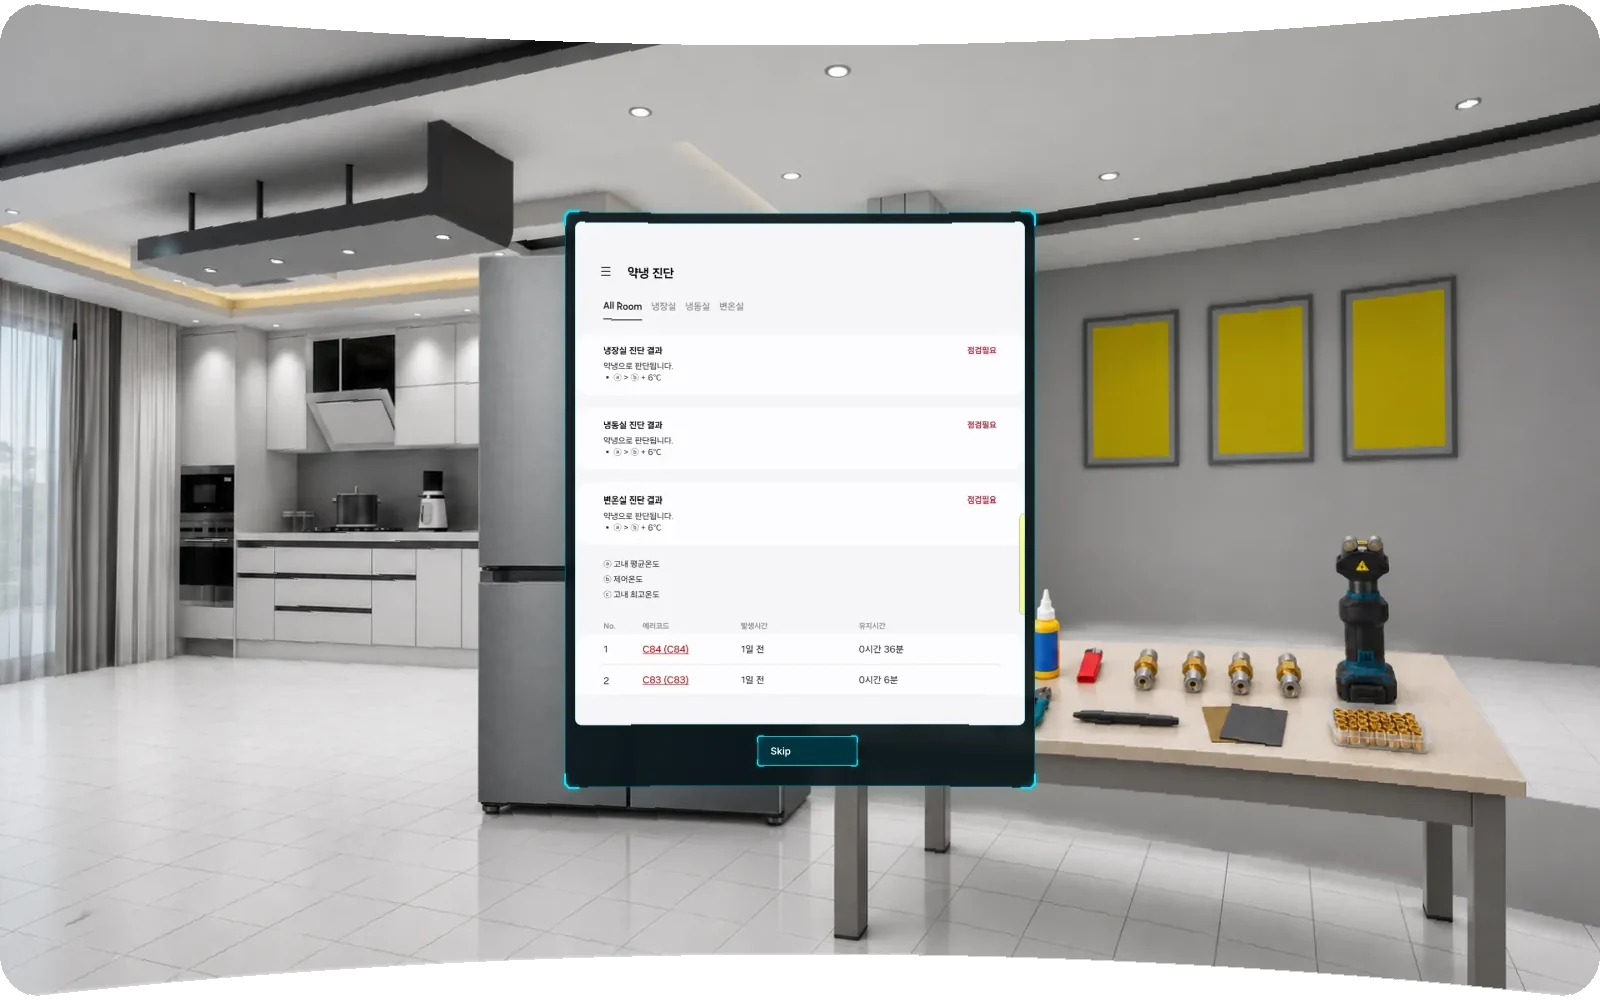 ☰ 약냉 진단
All Room 냉장실 냉동실 변온실
냉장실 진단 결과 점검필요
약냉으로 판단됩니다.
• ⓐ > ⓑ + 6℃
냉동실 진단 결과 점검필요
약냉으로 판단됩니다.
• ⓐ > ⓑ + 6℃
변온실 진단 결과 점검필요
약냉으로 판단됩니다.
• ⓐ > ⓑ + 6℃
ⓐ 고내 평균온도
ⓑ 제어온도
ⓒ 고내 최고온도
No. 에러코드 발생시간 유지시간
1 C84 (C84) 1일 전 0시간 36분
2 C83 (C83) 1일 전 0시간 6분
Skip